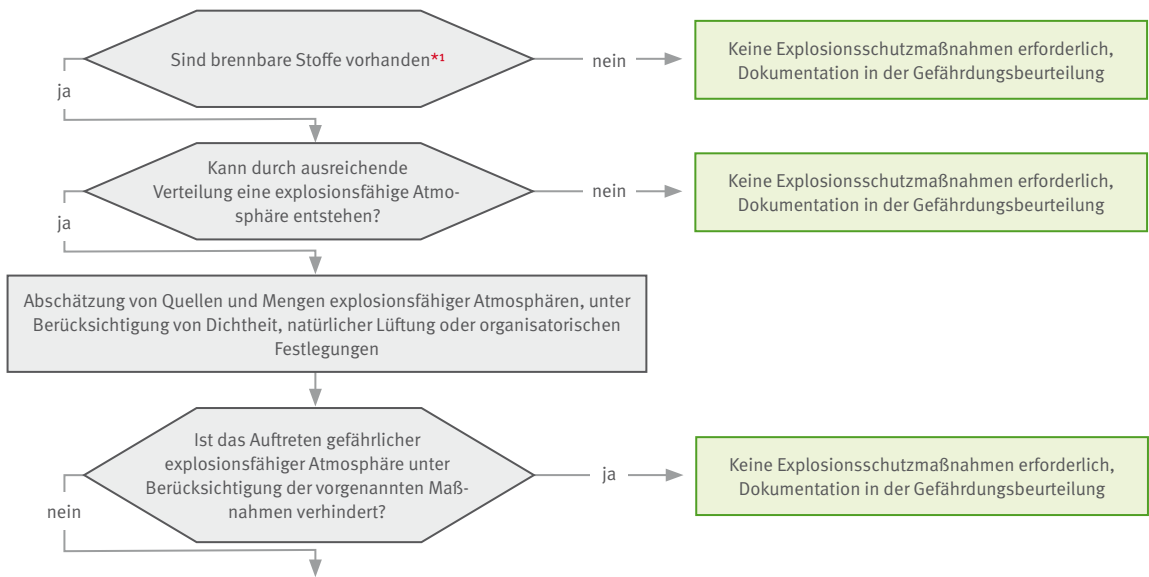 Sind brennbare Stoffe vorhanden*¹
nein
Keine Explosionsschutzmaßnahmen erforderlich,
Dokumentation in der Gefährdungsbeurteilung
ja
Kann durch ausreichende
Verteilung eine explosionsfähige Atmo-
sphäre entstehen?
nein
Keine Explosionsschutzmaßnahmen erforderlich,
Dokumentation in der Gefährdungsbeurteilung
ja
Abschätzung von Quellen und Mengen explosionsfähiger Atmosphären, unter
Berücksichtigung von Dichtheit, natürlicher Lüftung oder organisatorischen
Festlegungen
Ist das Auftreten gefährlicher
explosionsfähiger Atmosphäre unter
Berücksichtigung der vorgenannten Maß-
nahmen verhindert?
ja
Keine Explosionsschutzmaßnahmen erforderlich,
Dokumentation in der Gefährdungsbeurteilung
nein